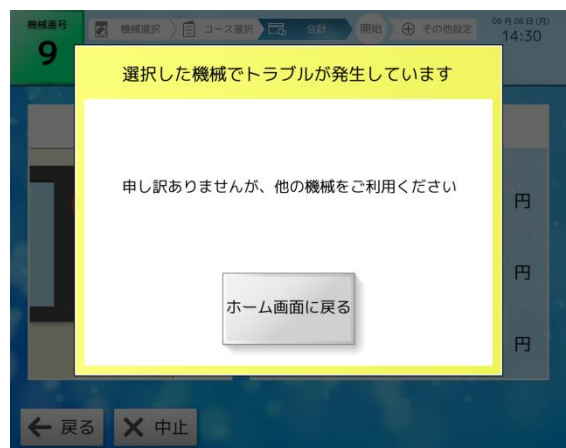 機械番号
9
機械選択
コース選択
会計
開始
その他設定
08月08日(月)
14:30
選択した機械でトラブルが発生しています
申し訳ありませんが、他の機械をご利用ください
円
円
円
ホーム画面に戻る
戻る
中止